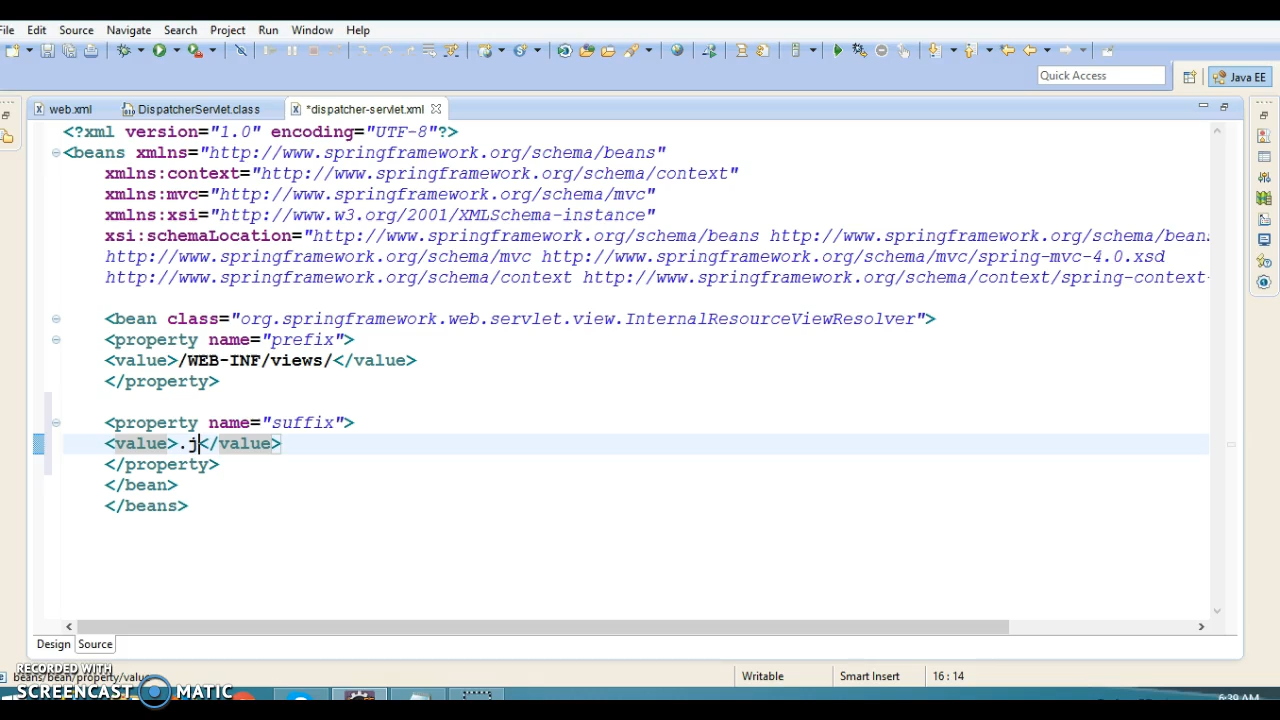 File Edit Source Navigate Search Project Run Window Help
Quick Access
Java EE
web.xml DispatcherServlet.class *dispatcher-servlet.xml
<?xml version="1.0" encoding="UTF-8"?>
<beans xmlns="http://www.springframework.org/schema/beans"
xmlns:context="http://www.springframework.org/schema/context"
xmlns:mvc="http://www.springframework.org/schema/mvc"
xmlns:xsi="http://www.w3.org/2001/XMLSchema-instance"
xsi:schemaLocation="http://www.springframework.org/schema/beans http://www.springframework.org/schema/beans
http://www.springframework.org/schema/mvc http://www.springframework.org/schema/mvc/spring-mvc-4.0.xsd
http://www.springframework.org/schema/context http://www.springframework.org/schema/context/spring-context-
<bean class="org.springframework.web.servlet.view.InternalResourceViewResolver">
<property name="prefix">
<value>/WEB-INF/views/</value>
</property>
<property name="suffix">
<value>.j</value>
</property>
</bean>
</beans>
Design Source
RECORDED WITH
beans/bean/property/value
Writable Smart Insert 16 : 14
SCREENCAST MATIC
6:39 AM